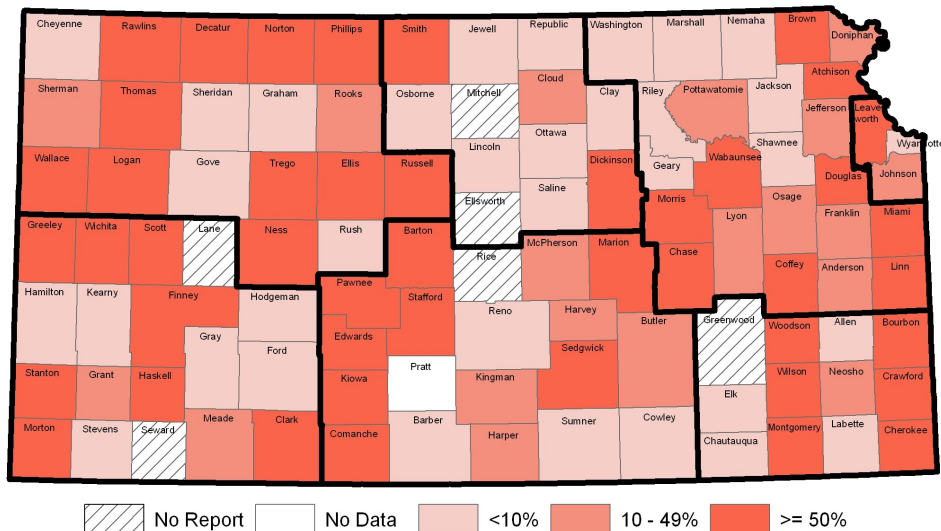 Cheyenne Rawlins Decatur Norton Phillips Smith Jewell Republic Washington Marshall Nemaha Brown Doniphan
Sherman Thomas Sheridan Graham Rooks Osborne Mitchell Cloud Clay Riley Pottawatomie Jackson Atchison
Jefferson Leave
worth
Lincoln Ottawa Shawnee Wyandotte
Wallace Logan Gove Trego Ellis Russell Dickinson Geary Wabaunsee Douglas Johnson
Ellsworth Saline Morris Osage
Greeley Wichita Scott Lane Ness Rush Barton Rice McPherson Marion Chase Lyon Franklin Miami
Hamilton Kearny Finney Hodgeman Pawnee Stafford Reno Harvey Butler Greenwood Coffey Anderson Linn
Gray Ford Edwards Sedgwick Woodson Allen Bourbon
Stanton Grant Haskell Kiowa Pratt Kingman Elk Wilson Neosho Crawford
Morton Stevens Seward Meade Clark Comanche Barber Harper Sumner Cowley Chautauqua Montgomery Labette Cherokee
No Report No Data <10% 10 - 49% >= 50%